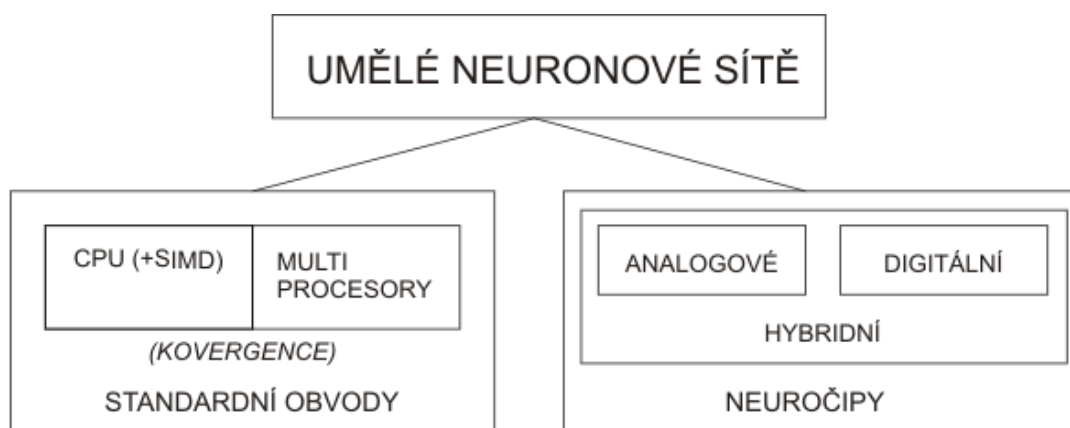 UMĚLÉ NEURONOVÉ SÍTĚ
CPU (+SIMD)
MULTI
PROCESORY
(KOVERGENCE)
STANDARDNÍ OBVODY
ANALOGOVÉ
DIGITÁLNÍ
HYBRIDNÍ
NEUROČIPY